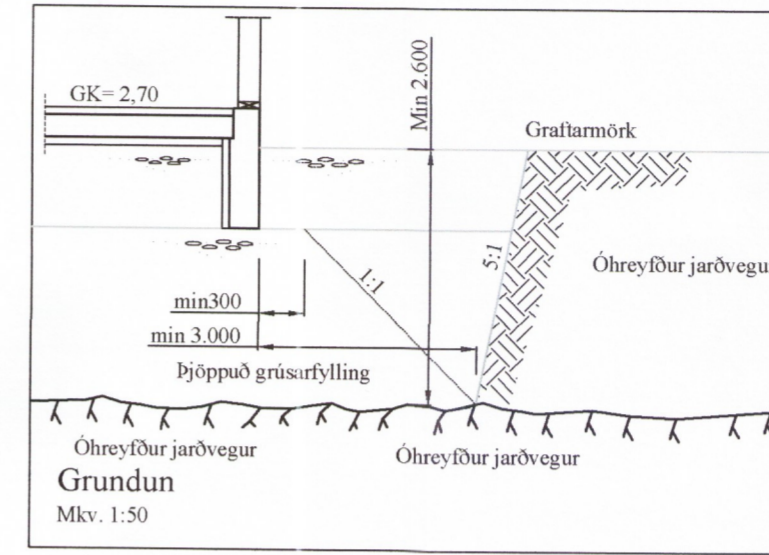 GK= 2,70
Min 2.600
Graftarmörk
5:1
1:1
Óhreyfður jarðvegu
min300
min 3.000
Þjöppuð grúsarfylling
Óhreyfður jarðvegur
Óhreyfður jarðvegur
Grundun
Mkv. 1:50